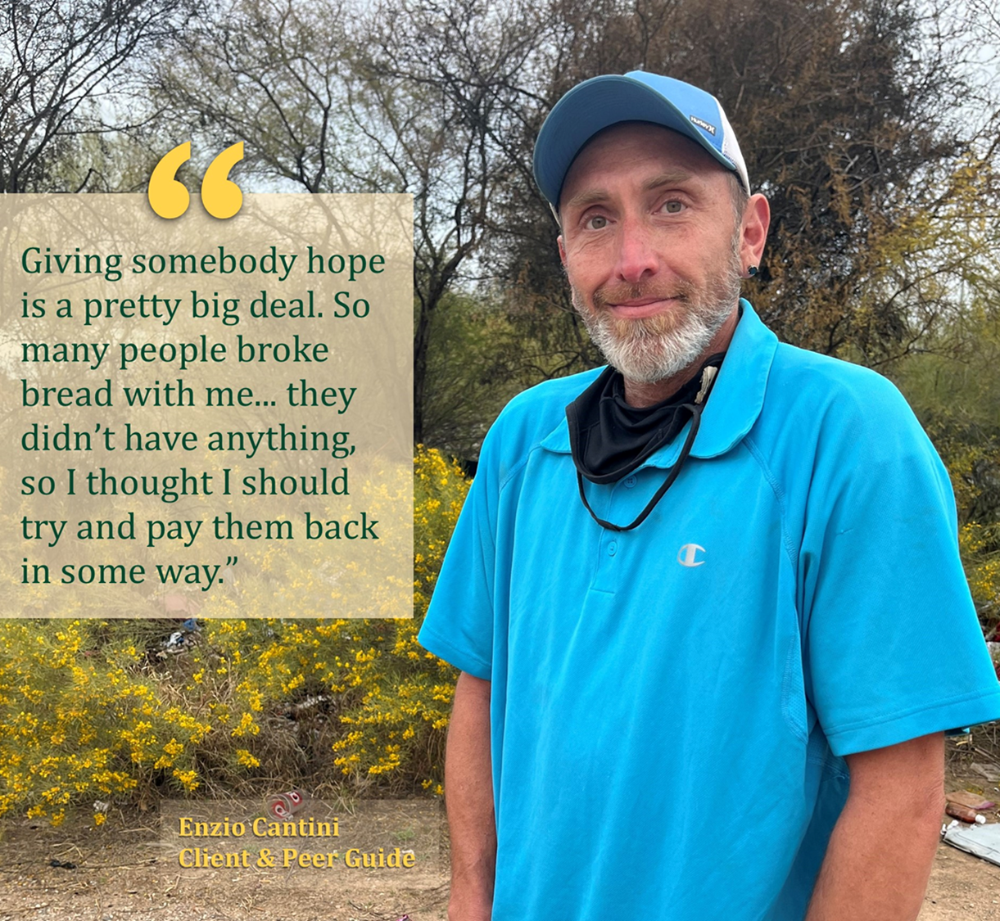 Hurley
“
Giving somebody hope
is a pretty big deal. So
many people broke
bread with me... they
didn’t have anything,
so I thought I should
try and pay them back
in some way.”
Enzio Cantini
Client & Peer Guide